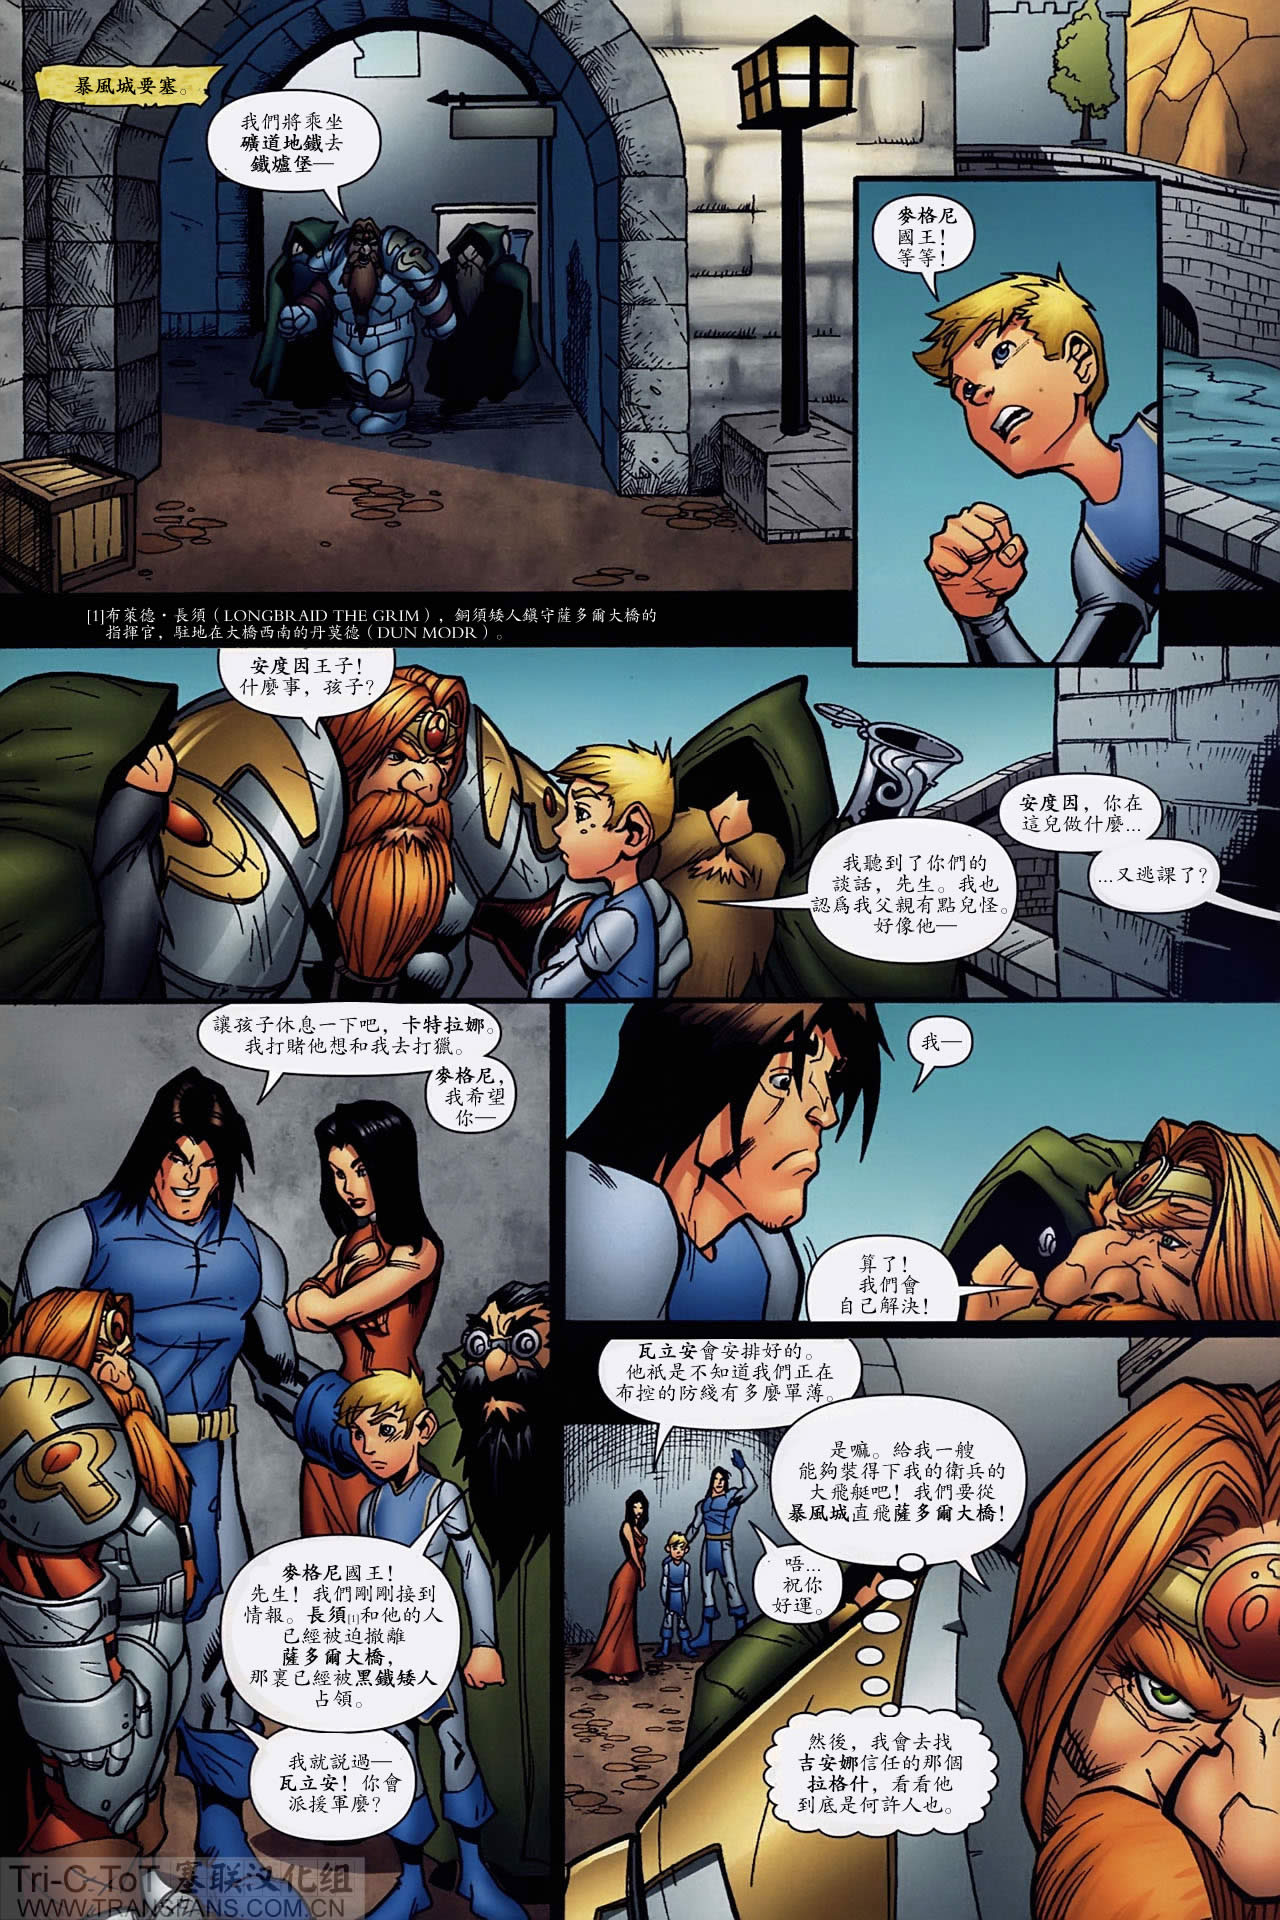 暴風城要塞。
我們將乘坐
礦道地鐵去
鐵爐堡—
麥格尼
國王！
等等！
[1]布萊德·長須（LONGBRAID THE GRIM），銅須矮人鎮守薩多爾大橋的
指揮官，駐地在大橋西南的丹莫德（DUN MODR）。
安度因王子！
什麼事，孩子？
我聽到了你們的
談話，先生。我也
認爲我父親有點兒怪。
好像他—
安度因，你在
這兒做什麼…
…又逃課了？
讓孩子休息一下吧，卡特拉娜。
我打賭他想和我去打獵。
麥格尼，
我希望
你—
麥格尼國王！
先生！我們剛剛接到
情報。長須[1]和他的人
已經被迫撤離
薩多爾大橋，
那裏已經被黑鐵矮人
占領。
我就説過—
瓦立安！你會
派援軍麼？
我—
算了！
我們會
自己解決！
瓦立安會安排好的。
他衹是不知道我們正在
布控的防綫有多麼單薄。
是嘛。給我一艘
能夠裝得下我的衛兵的
大飛艇吧！我們要從
暴風城直飛薩多爾大橋！
唔…
祝你
好運。
然後，我會去找
吉安娜信任的那個
拉格什，看看他
到底是何許人也。
Tri-C-ToT 塞联汉化组
WWW.TRANSFANS.COM.CN